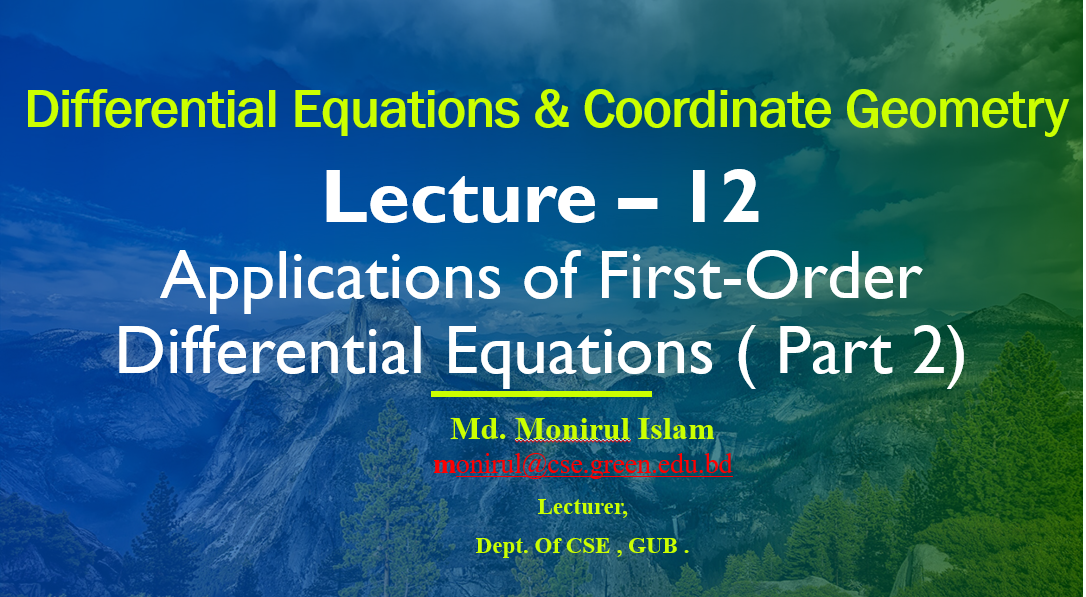 Differential Equations & Coordinate Geometry
Lecture – 12
Applications of First-Order
Differential Equations ( Part 2)
Md. Monirul Islam
monirul@cse.green.edu.bd
Lecturer,
Dept. Of CSE , GUB .